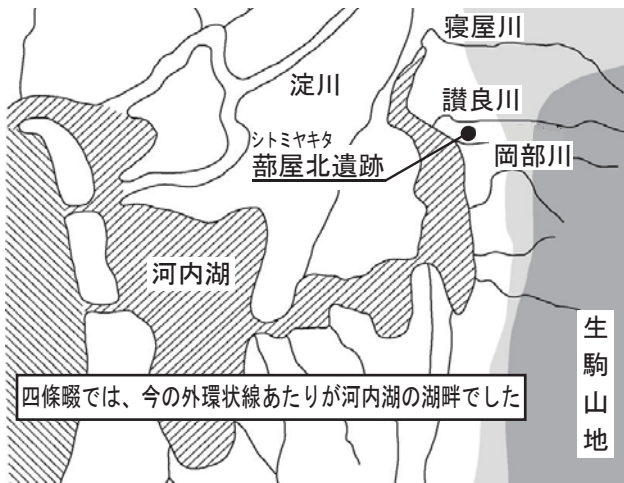 寝屋川
淀川
讃良川
シトミヤキタ
蔀屋北遺跡
岡部川
河内湖
生駒山地
四條畷では、今の外環状線あたりが河内湖の湖畔でした